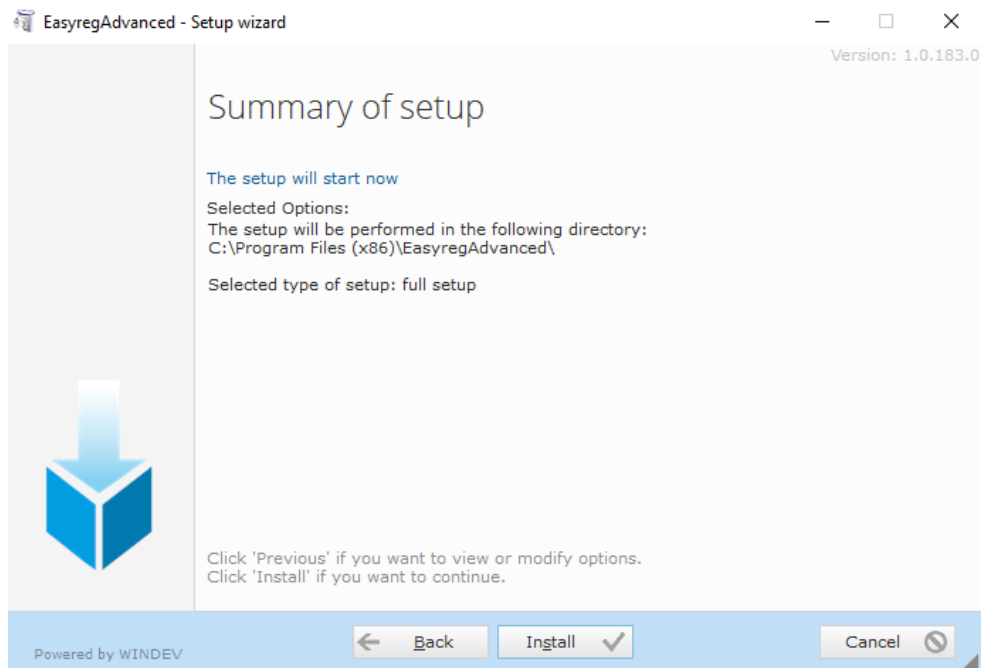 EasyregAdvanced - Setup wizard
Version: 1.0.183.0
Summary of setup
The setup will start now
Selected Options:
The setup will be performed in the following directory:
C:\Program Files (x86)\EasyregAdvanced\
Selected type of setup: full setup
Click 'Previous' if you want to view or modify options.
Click 'Install' if you want to continue.
Powered by WINDEV
Back
Install
Cancel